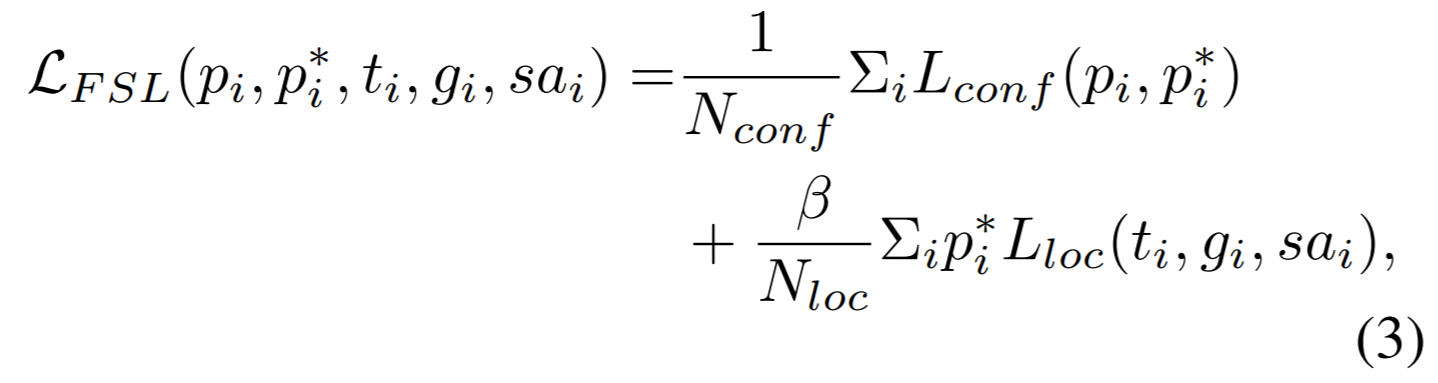 \mathcal{L}_{FSL}(p_i, p_i^*, t_i, g_i, sa_i) = \frac{1}{N_{conf}} \Sigma_i L_{conf}(p_i, p_i^*)
+ \frac{\beta}{N_{loc}} \Sigma_i p_i^* L_{loc}(t_i, g_i, sa_i),
(3)